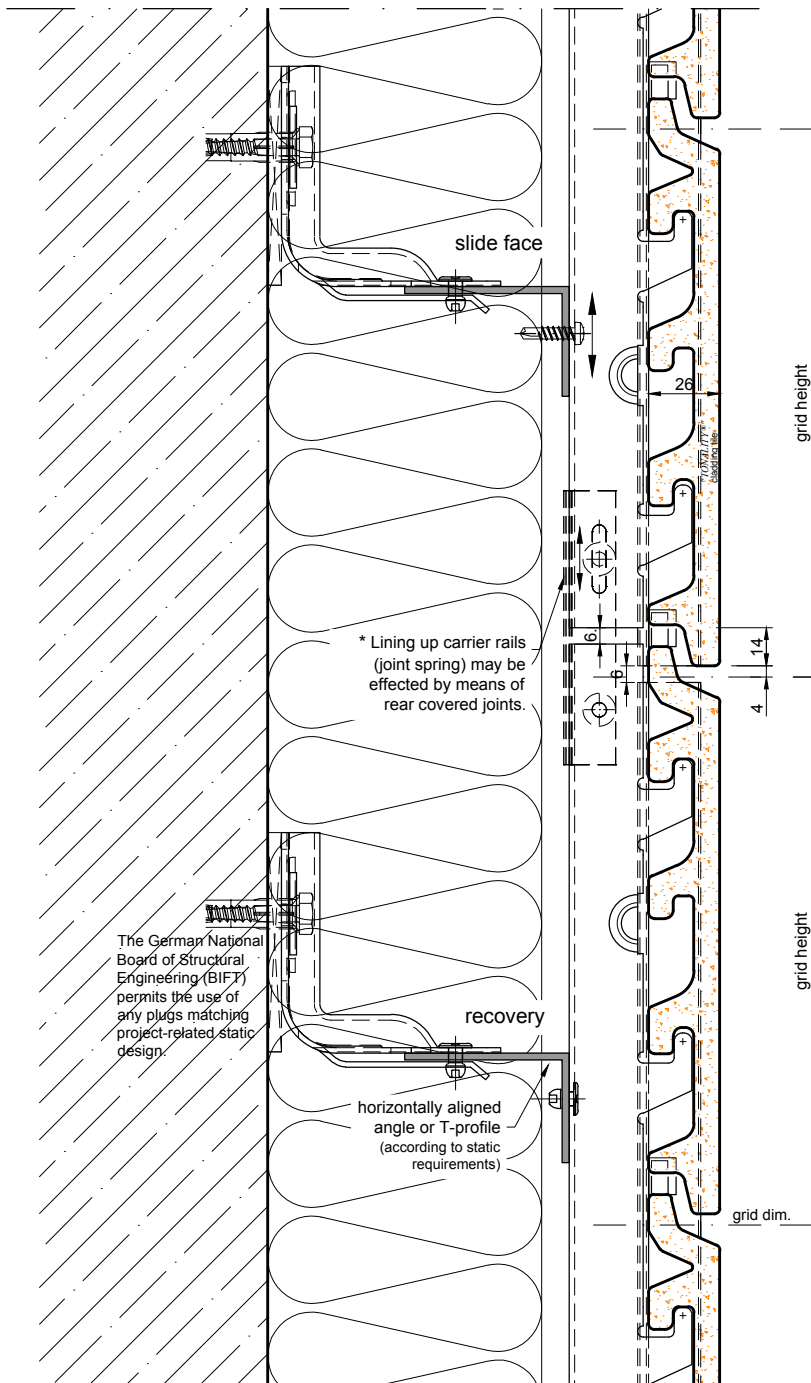 slide face
grid height
26
"TONALITY®"
cladding tile
* Lining up carrier rails
(joint spring) may be
effected by means of
rear covered joints.
6
6
14
4
The German National
Board of Structural
Engineering (BIFT)
permits the use of
any plugs matching
project-related static
design.
grid height
recovery
horizontally aligned
angle or T-profile
(according to static
requirements)
grid dim.